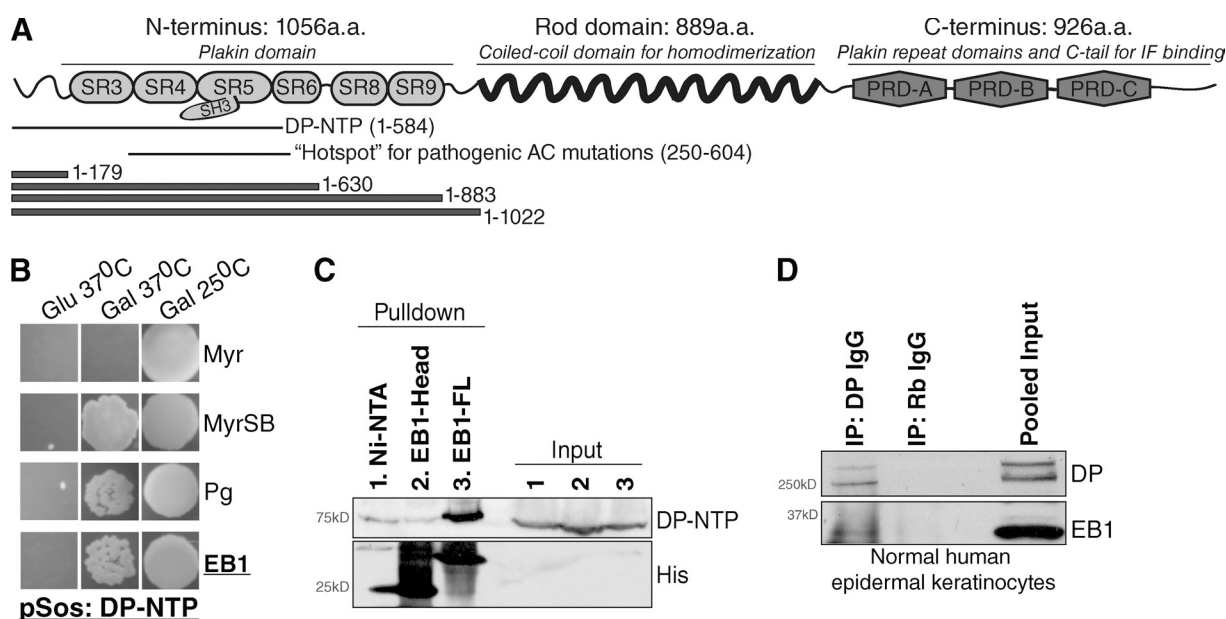 A
N-terminus: 1056a.a.
Rod domain: 889a.a.
C-terminus: 926a.a.
Plakin domain
Coiled-coil domain for homodimerization
Plakin repeat domains and C-tail for IF binding
SR3 SR4 SR5 SR6 SR8 SR9
SH3
PRD-A PRD-B PRD-C
DP-NTP (1-584)
“Hotspot” for pathogenic AC mutations (250-604)
1-179
1-630
1-883
1-1022
B
Glu 37⁰C
Gal 37⁰C
Gal 25⁰C
Myr
MyrSB
Pg
EB1
pSos: DP-NTP
C
Pulldown
1. Ni-NTA
2. EB1-Head
3. EB1-FL
Input
1 2 3
75kD
DP-NTP
25kD
His
D
IP: DP IgG
IP: Rb IgG
Pooled Input
250kD
DP
37kD
EB1
Normal human
epidermal keratinocytes